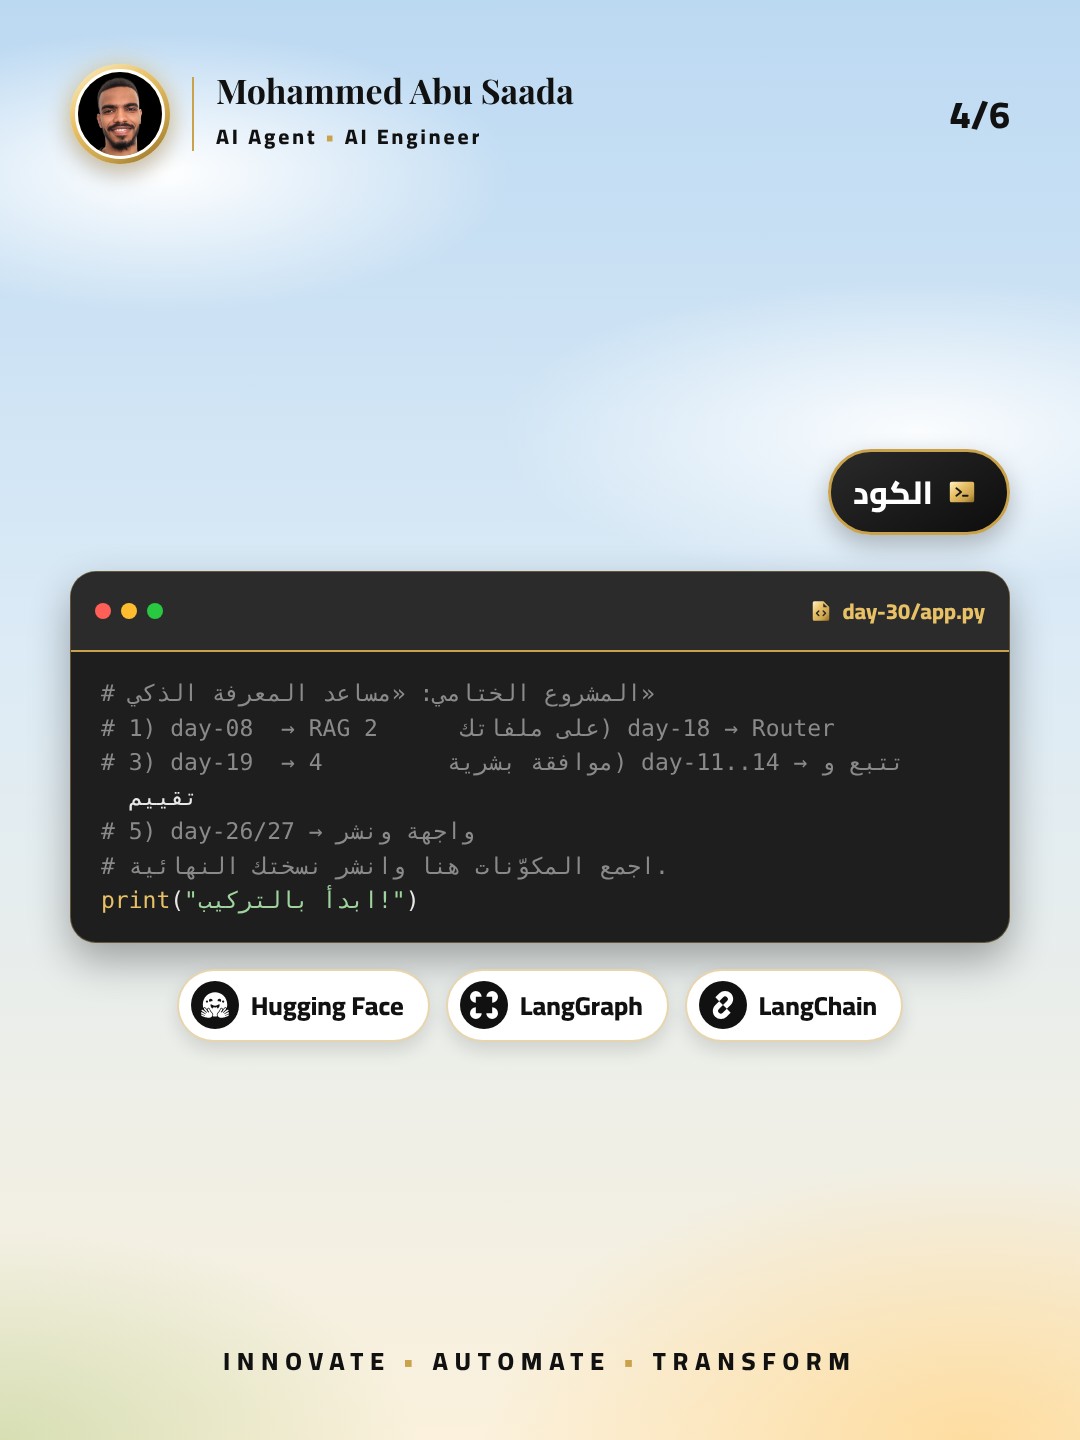 Mohammed Abu Saada
AI Agent ▪ AI Engineer
4/6
الكود
day-30/app.py
# المشروع الختامي: «مساعد المعرفة الذكي»
# 1) day-08  → RAG على ملفاتك      2) day-18 → Router
# 3) day-19  → موافقة بشرية         4) day-11..14 → تتبع و
تقييم
# 5) day-26/27 → واجهة ونشر
# اجمع المكوّنات هنا وانشر نسختك النهائية.
print("ابدأ بالتركيب!")
Hugging Face
LangGraph
LangChain
INNOVATE ▪ AUTOMATE ▪ TRANSFORM